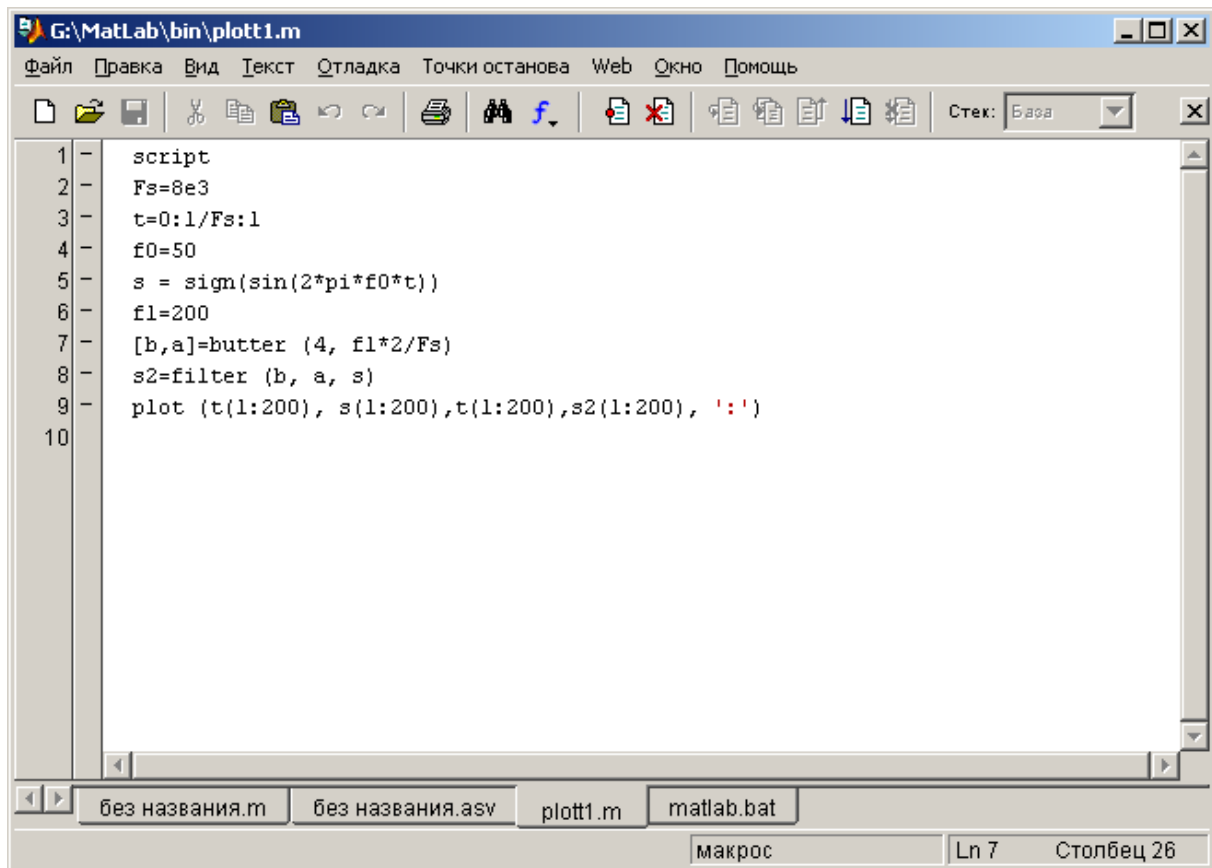 G:\MatLab\bin\plott1.m
Файл Правка Вид Текст Отладка Точки останова Web Окно Помощь
Стек: База
1 script
2 Fs=8e3
3 t=0:1/Fs:1
4 f0=50
5 s = sign(sin(2*pi*f0*t))
6 f1=200
7 [b,a]=butter (4, f1*2/Fs)
8 s2=filter (b, a, s)
9 plot (t(1:200), s(1:200),t(1:200),s2(1:200), ':')
10
без названия.m без названия.asv plott1.m matlab.bat
макрос Ln 7 Столбец 26